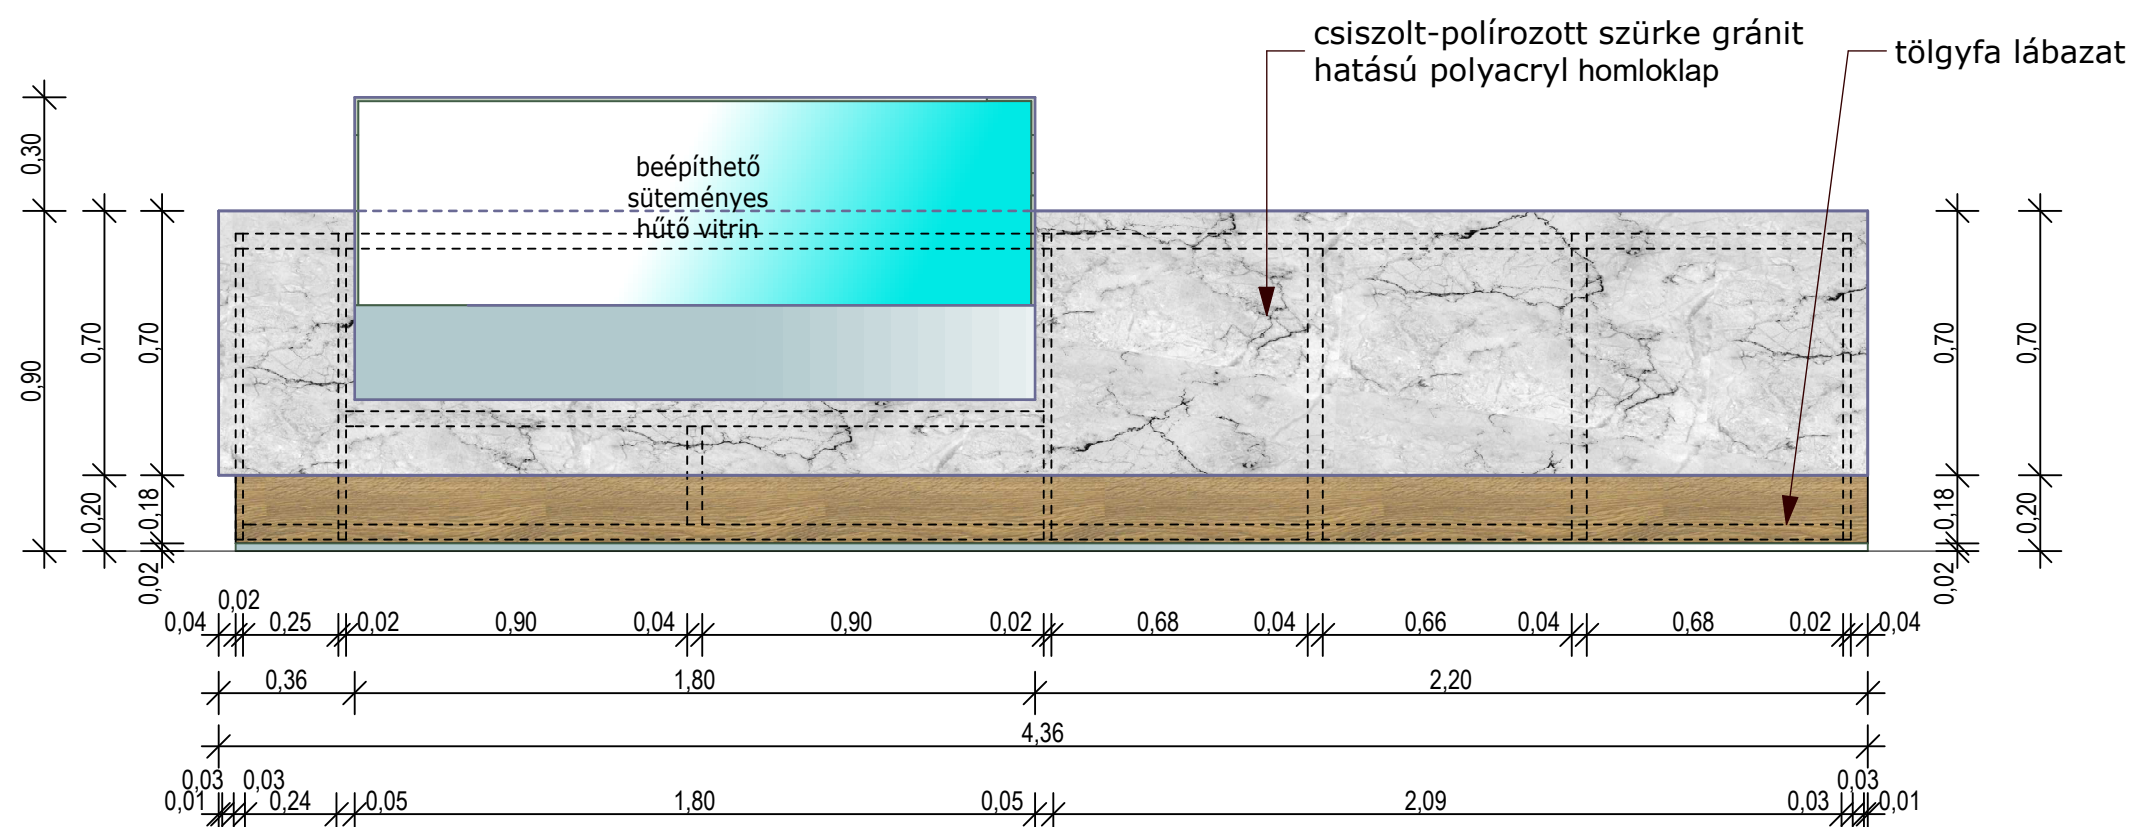 csiszolt-polírozott szürke gránit
hatású polyacryl homloklap
tölgyfa lábazat
beépíthető
süteményes
hűtő vitrin
0,30
0,90
0,70
0,20
0,70
0,18
0,02
0,70
0,18
0,02
0,70
0,20
0,04 0,02 0,25 0,02 0,90 0,04 0,90 0,02 0,68 0,04 0,66 0,04 0,68 0,02 0,04
0,36 1,80 2,20
4,36
0,03 0,03 0,03
0,01 0,24 0,05 1,80 0,05 2,09 0,03 0,01